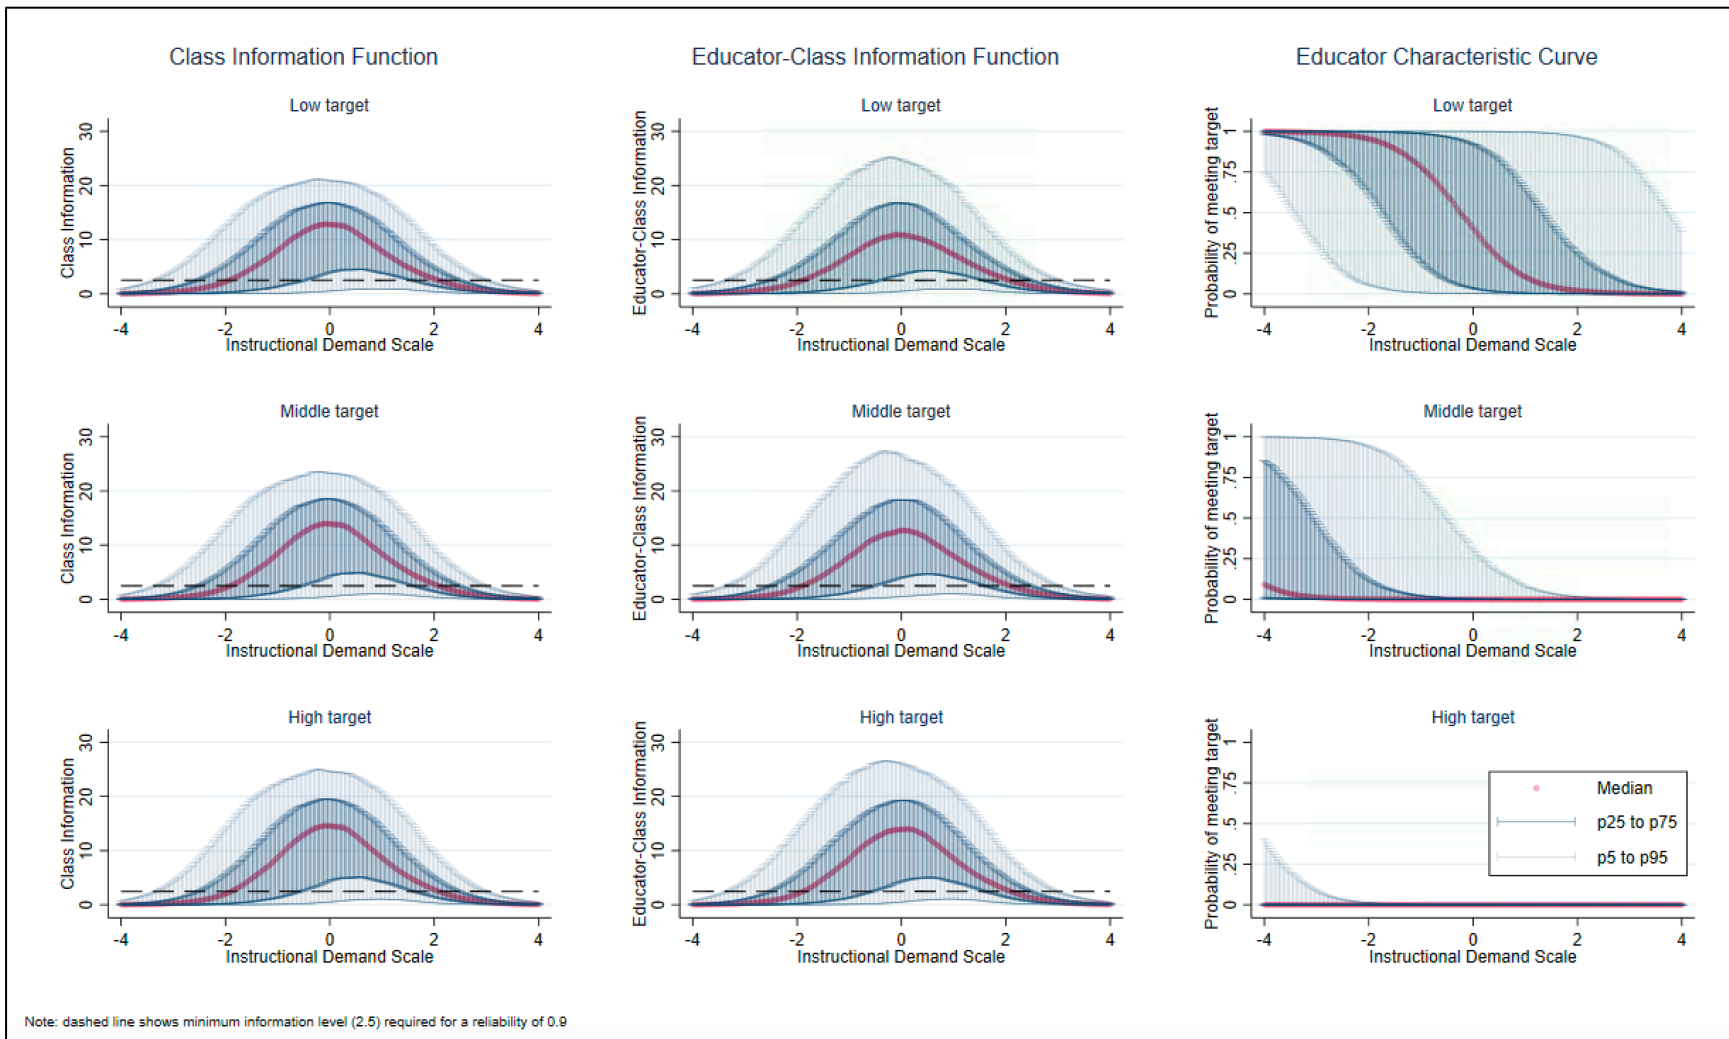 Class Information Function
Educator-Class Information Function
Educator Characteristic Curve
Low target
Class Information
30
20
10
0
-4 -2 0 2 4
Instructional Demand Scale
Low target
Educator-Class Information
30
20
10
0
-4 -2 0 2 4
Instructional Demand Scale
Low target
Probability of meeting target
1
.75
.5
.25
0
-4 -2 0 2 4
Instructional Demand Scale
Middle target
Class Information
30
20
10
0
-4 -2 0 2 4
Instructional Demand Scale
Middle target
Educator-Class Information
30
20
10
0
-4 -2 0 2 4
Instructional Demand Scale
Middle target
Probability of meeting target
1
.75
.5
.25
0
-4 -2 0 2 4
Instructional Demand Scale
High target
Class Information
30
20
10
0
-4 -2 0 2 4
Instructional Demand Scale
High target
Educator-Class Information
30
20
10
0
-4 -2 0 2 4
Instructional Demand Scale
High target
Probability of meeting target
1
.75
.5
.25
0
Median
p25 to p75
p5 to p95
-4 -2 0 2 4
Instructional Demand Scale
Note: dashed line shows minimum information level (2.5) required for a reliability of 0.9